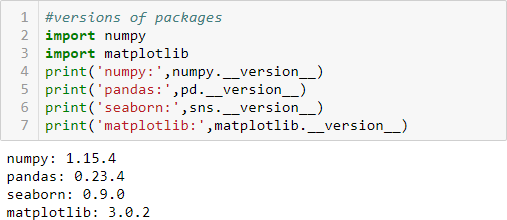 1 #versions of packages
2 import numpy
3 import matplotlib
4 print('numpy:',numpy.__version__)
5 print('pandas:',pd.__version__)
6 print('seaborn:',sns.__version__)
7 print('matplotlib:',matplotlib.__version__)
numpy: 1.15.4
pandas: 0.23.4
seaborn: 0.9.0
matplotlib: 3.0.2